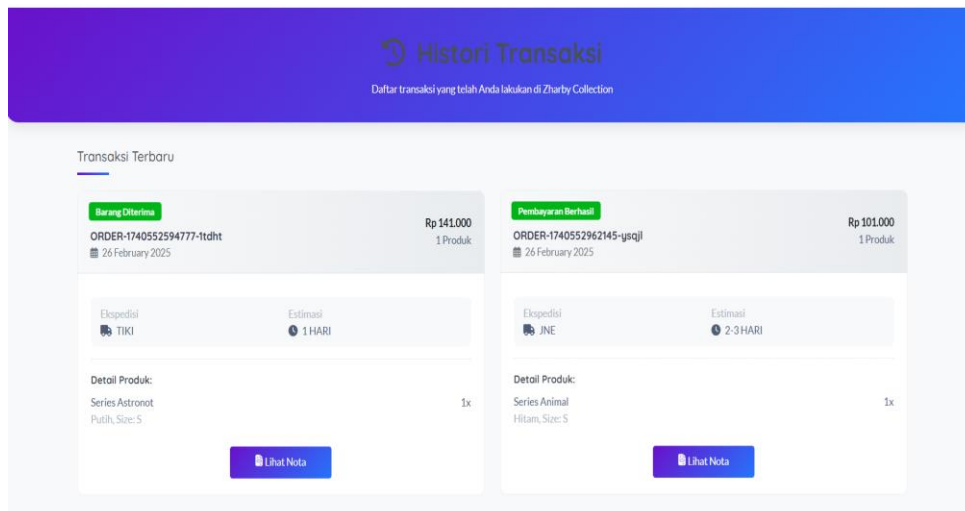 Histori Transaksi
Daftar transaksi yang telah Anda lakukan di Zharby Collection
Transaksi Terbaru
Barang Diterima
ORDER-1740552594777-1tdht
26 February 2025
Rp 141.000
1 Produk
Ekspedisi
TIKI
Estimasi
1 HARI
Detail Produk:
Series Astronot
1x
Putih, Size: S
Lihat Nota
Pembayaran Berhasil
ORDER-1740552962145-ysqjl
26 February 2025
Rp 101.000
1 Produk
Ekspedisi
JNE
Estimasi
2-3 HARI
Detail Produk:
Series Animal
1x
Hitam, Size: S
Lihat Nota